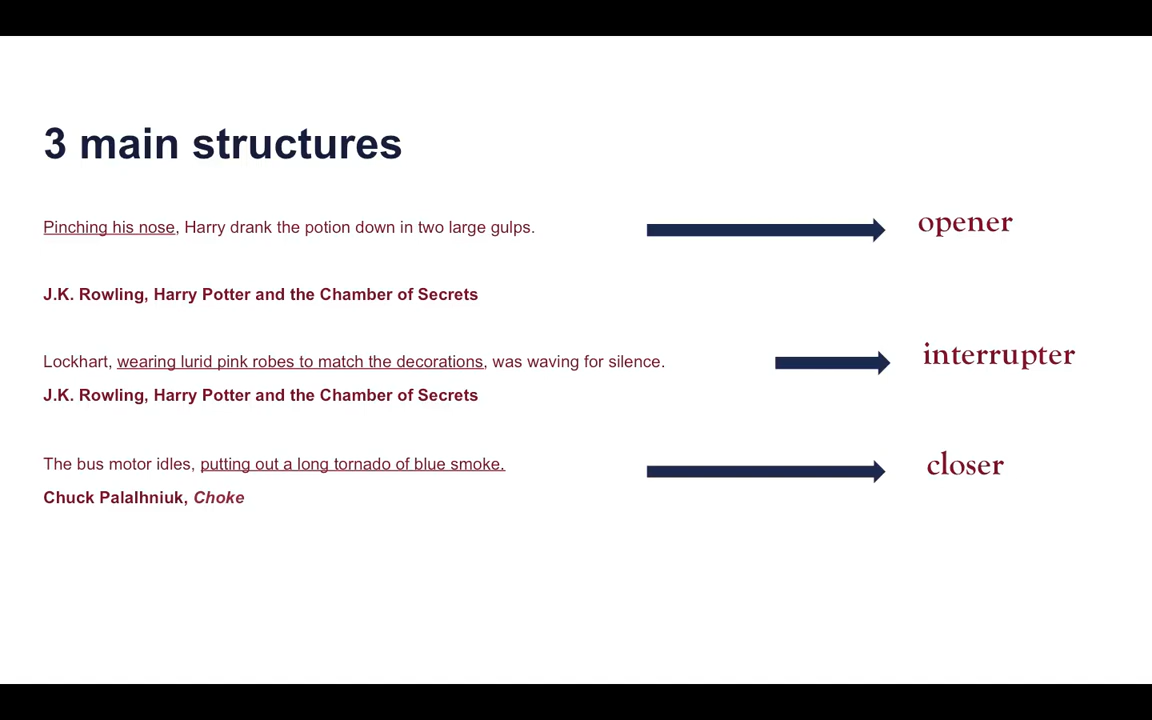 3 main structures
Pinching his nose, Harry drank the potion down in two large gulps.
opener
J.K. Rowling, Harry Potter and the Chamber of Secrets
Lockhart, wearing lurid pink robes to match the decorations, was waving for silence.
interrupter
J.K. Rowling, Harry Potter and the Chamber of Secrets
The bus motor idles, putting out a long tornado of blue smoke.
closer
Chuck Palalhniuk, Choke